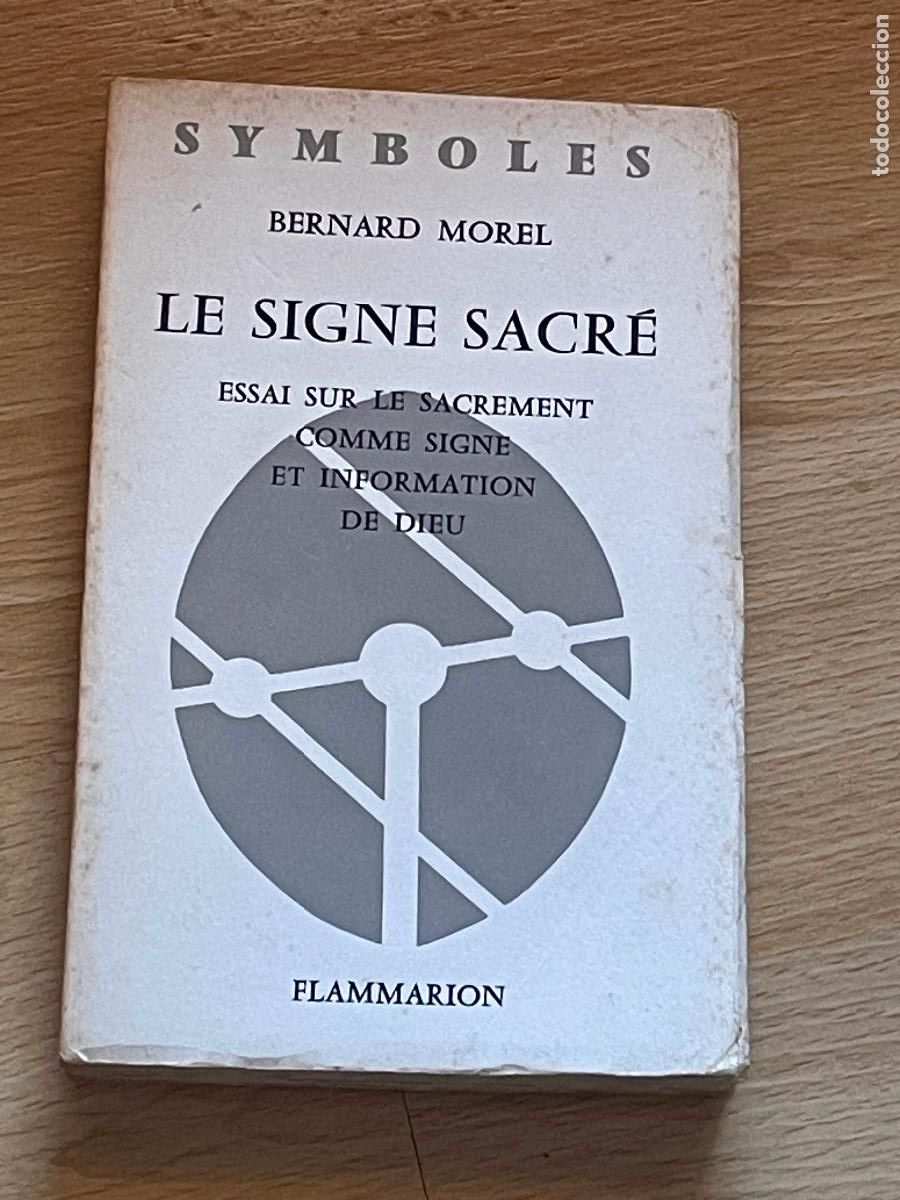 SYMBOLES
BERNARD MOREL
LE SIGNE SACRÉ
ESSAI SUR LE SACREMENT
COMME SIGNE
ET INFORMATION
DE DIEU
FLAMMARION
todocoleccion